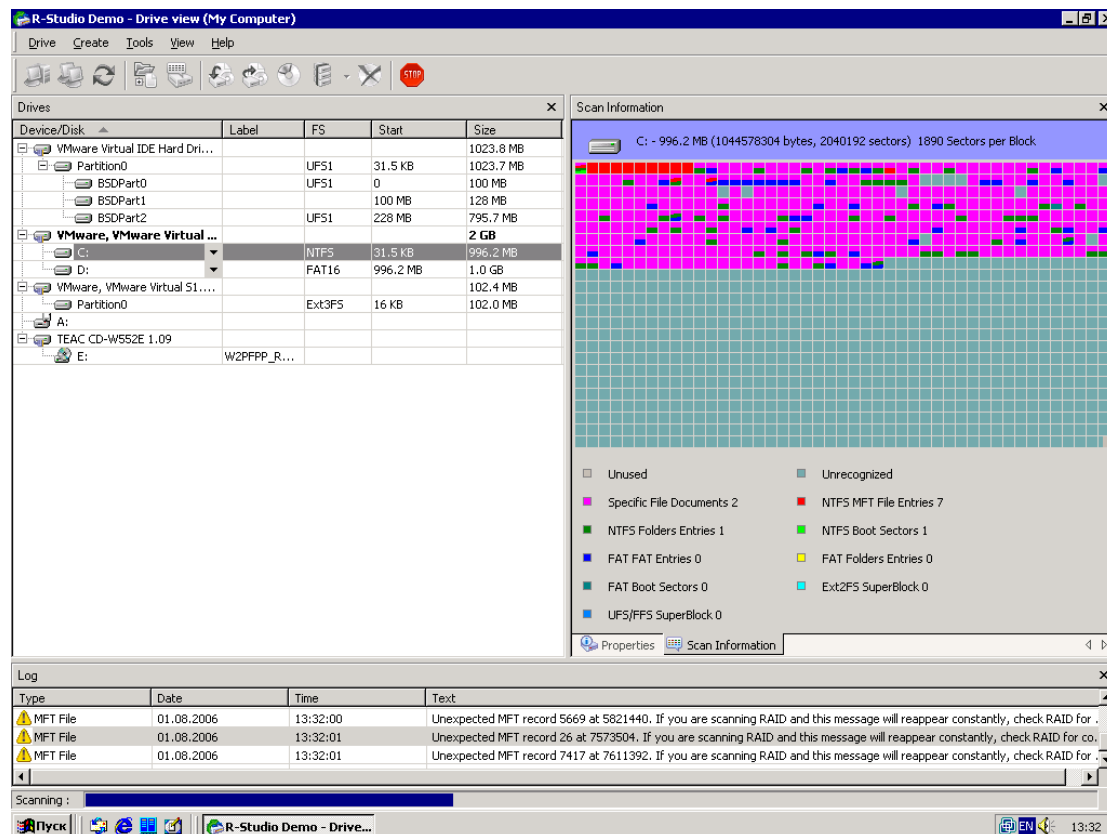 R-Studio Demo - Drive view (My Computer)
Drive Create Tools View Help
STOP
Drives
Device/Disk Label FS Start Size
VMware Virtual IDE Hard Dri... 1023.8 MB
Partition0 UFS1 31.5 KB 1023.7 MB
BSDPart0 UFS1 0 100 MB
BSDPart1 100 MB 128 MB
BSDPart2 UFS1 228 MB 795.7 MB
VMware, VMware Virtual ... 2 GB
C: NTFS 31.5 KB 996.2 MB
D: FAT16 996.2 MB 1.0 GB
VMware, VMware Virtual S1.... 102.4 MB
Partition0 Ext3FS 16 KB 102.0 MB
A:
TEAC CD-W552E 1.09
E: W2PFPP_R...
Scan Information
C: - 996.2 MB (1044578304 bytes, 2040192 sectors) 1890 Sectors per Block
Unused Unrecognized
Specific File Documents 2 NTFS MFT File Entries 7
NTFS Folders Entries 1 NTFS Boot Sectors 1
FAT FAT Entries 0 FAT Folders Entries 0
FAT Boot Sectors 0 Ext2FS SuperBlock 0
UFS/FFS SuperBlock 0
Properties Scan Information
Log
Type Date Time Text
MFT File 01.08.2006 13:32:00 Unexpected MFT record 5669 at 5821440. If you are scanning RAID and this message will reappear constantly, check RAID for .
MFT File 01.08.2006 13:32:01 Unexpected MFT record 26 at 7573504. If you are scanning RAID and this message will reappear constantly, check RAID for co.
MFT File 01.08.2006 13:32:01 Unexpected MFT record 7417 at 7611392. If you are scanning RAID and this message will reappear constantly, check RAID for .
Scanning :
Пуск R-Studio Demo - Drive... EN 13:32